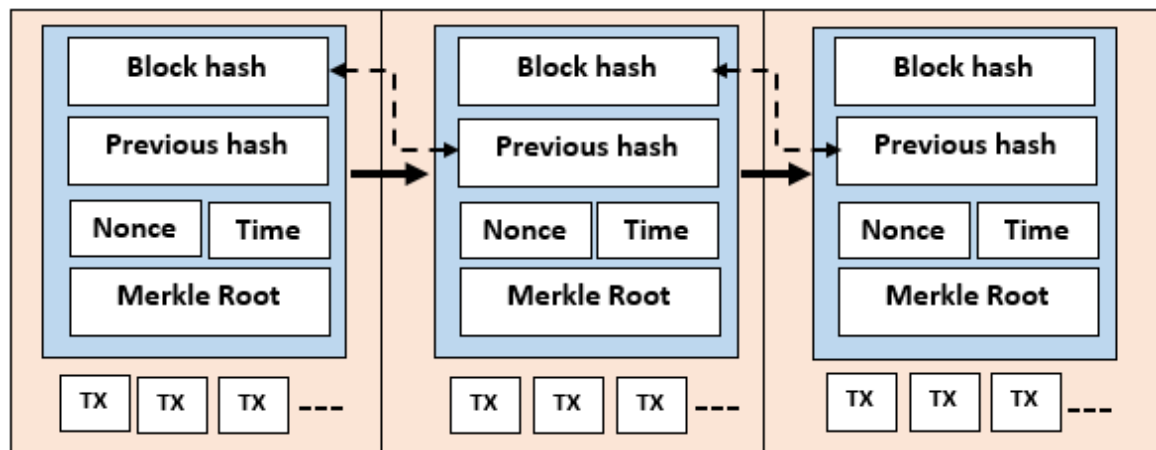 Block hash
Previous hash
Nonce Time
Merkle Root
TX TX TX ---
Block hash
Previous hash
Nonce Time
Merkle Root
TX TX TX ---
Block hash
Previous hash
Nonce Time
Merkle Root
TX TX TX ---